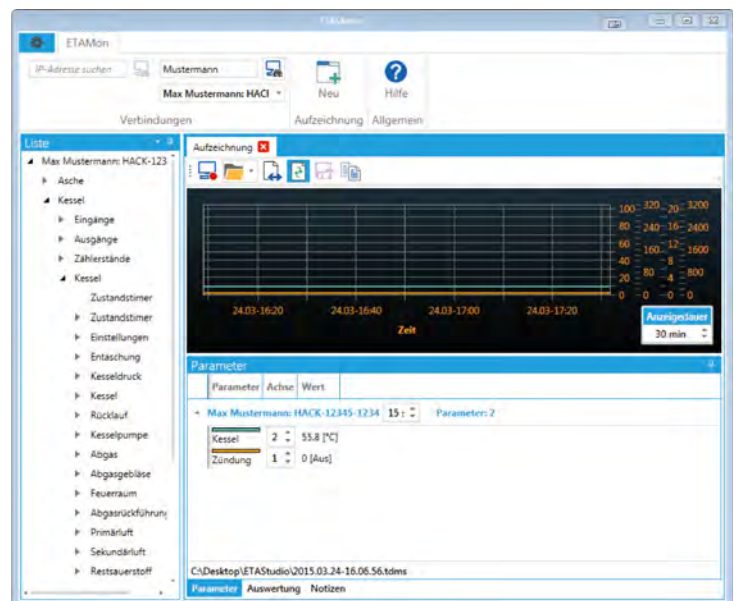 ETAMon
IP-Adresse suchen
Mustermann
Max Mustermann: HACI
Neu
Hilfe
Verbindungen
Aufzeichnung
Allgemein
Liste
Max Mustermann: HACK-123
Asche
Kessel
Eingänge
Ausgänge
Zählerstände
Kessel
Zustandstimer
Zustandstimer
Einstellungen
Entaschung
Kesseldruck
Kessel
Rücklauf
Kesselpumpe
Abgas
Abgasgebläse
Feuerraum
Abgasrückführung
Primärluft
Sekundärluft
Restsauerstoff
Aufzeichnung
100 320 20 3200
80 240 16 2400
60 160 12 1600
40 8
20 80 4 800
0 0 0 0
24.03-16:20 24.03-16:40 24.03-17:00 24.03-17:20
Zeit
Anzeigedauer
30 min
Parameter
Parameter Achse Wert
Max Mustermann: HACK-12345-1234 15 Parameter: 2
Kessel 2 55.8 [°C]
Zündung 1 0 [Aus]
C:\Desktop\ETAStudio\2015.03.24-16.06.56.tdms
Parameter Auswertung Notizen